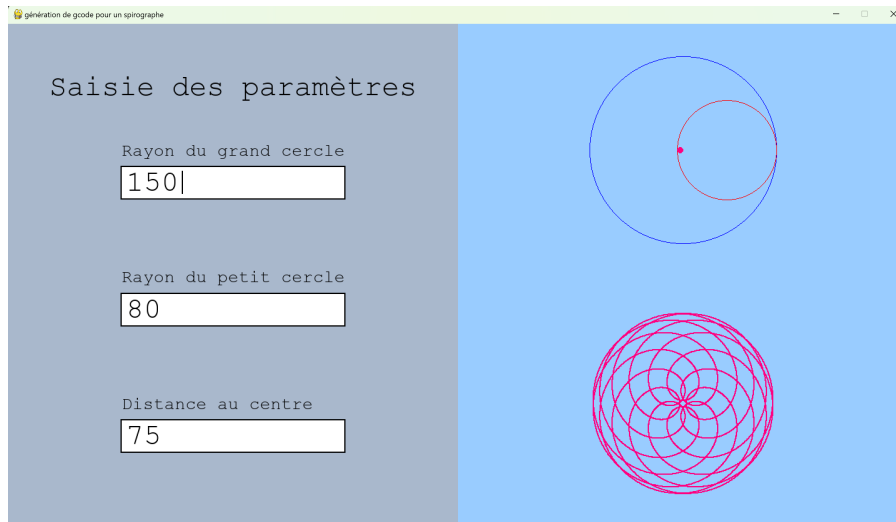 génération de gcode pour un spirographe
Saisie des paramètres
Rayon du grand cercle
150
Rayon du petit cercle
80
Distance au centre
75